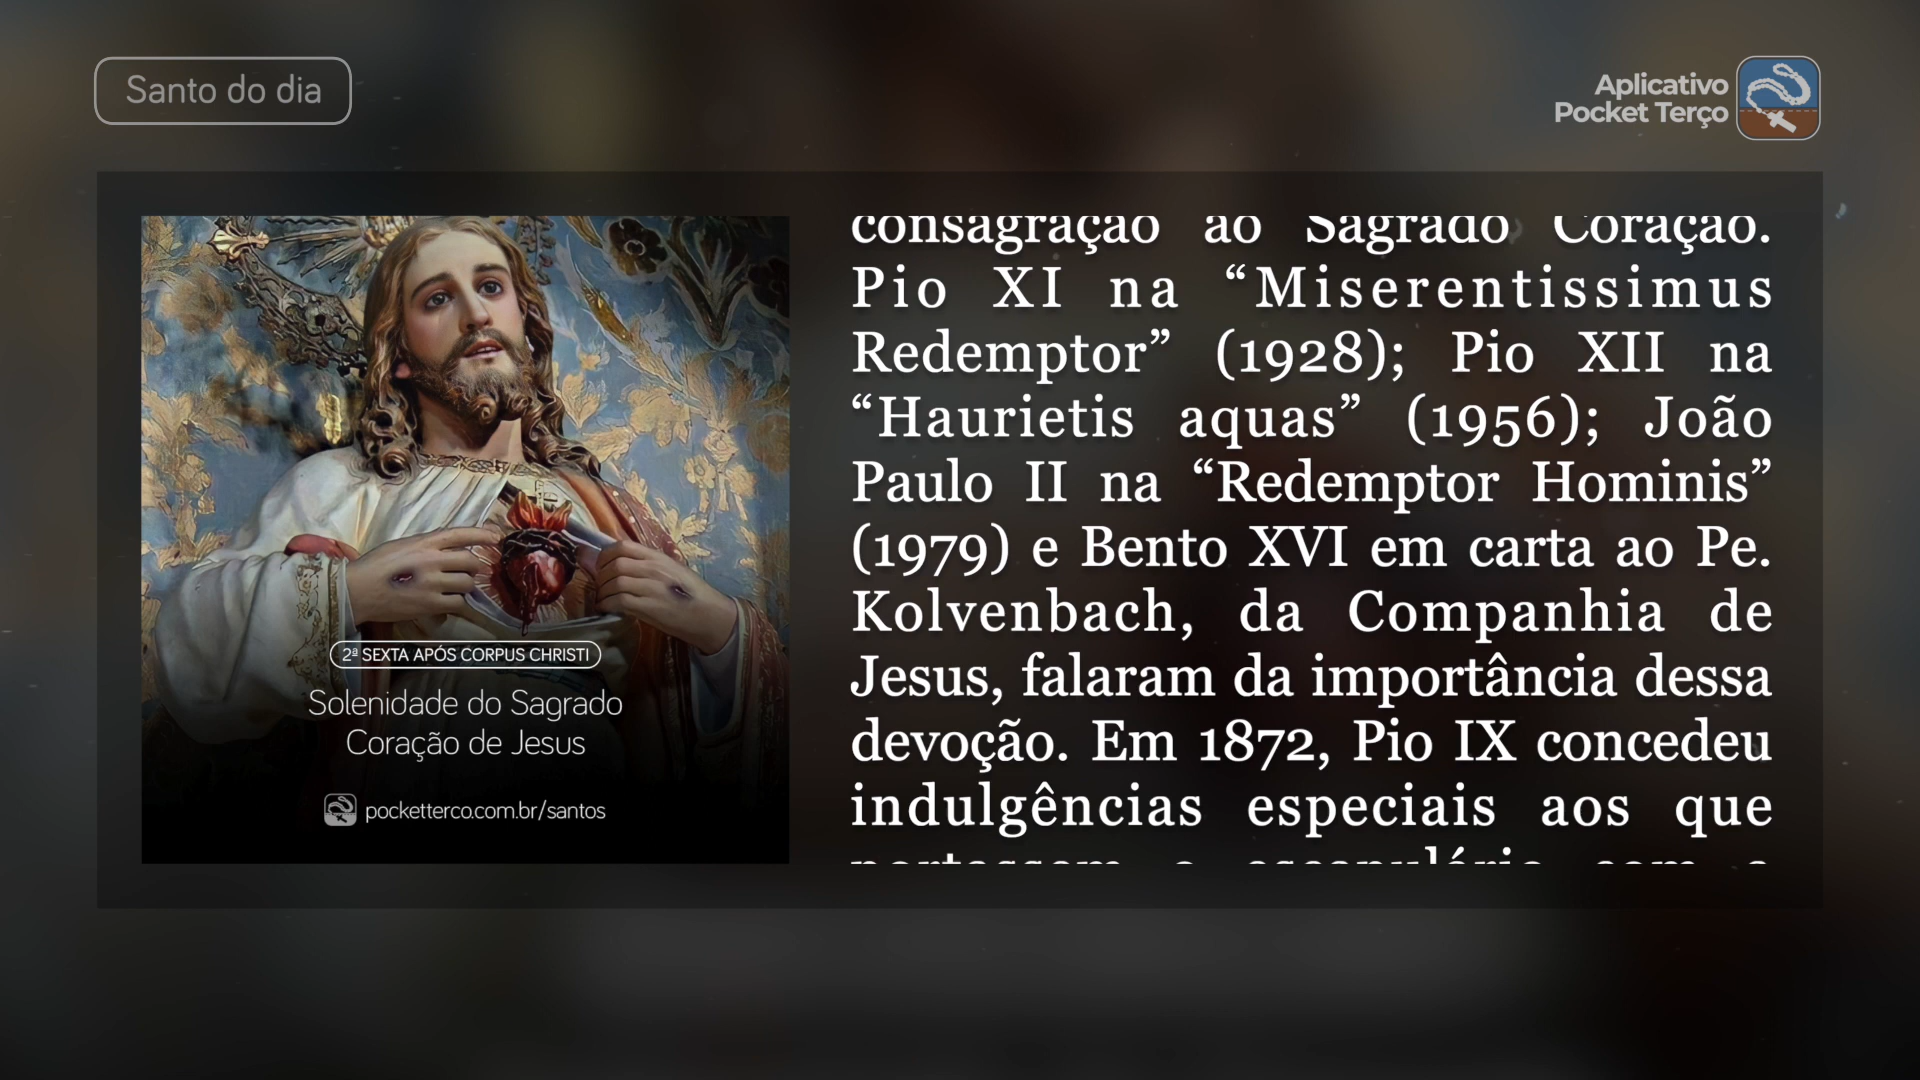 Santo do dia
Aplicativo
Pocket Terço
consagração ao Sagrado Coração.
Pio XI na “Miserentissimus
Redemptor” (1928); Pio XII na
“Haurietis aquas” (1956); João
Paulo II na “Redemptor Hominis”
(1979) e Bento XVI em carta ao Pe.
Kolvenbach, da Companhia de
Jesus, falaram da importância dessa
devoção. Em 1872, Pio IX concedeu
indulgências especiais aos que
2ª SEXTA APÓS CORPUS CHRISTI
Solenidade do Sagrado
Coração de Jesus
pocketterco.com.br/santos